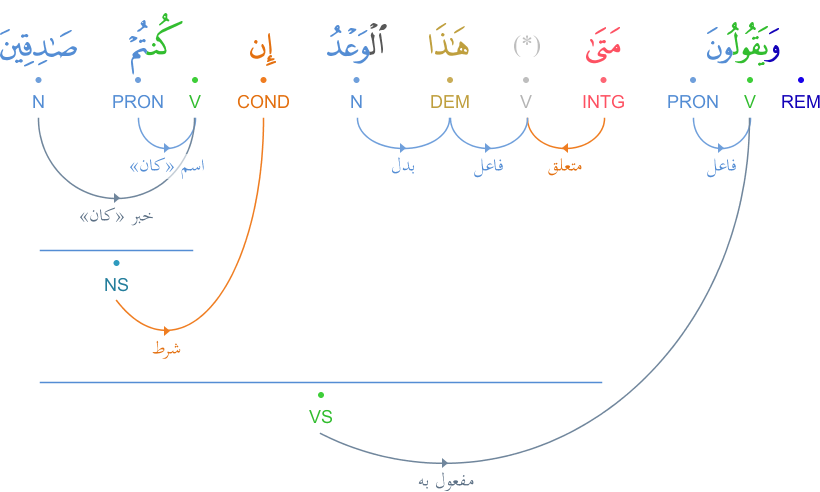 وَيَقُولُونَ مَتَىٰ (*) هَـٰذَا ٱلْوَعْدُ إِن كُنتُمْ صَـٰدِقِينَ
REM V PRON INTG V DEM N COND V PRON N
فاعل متعلق فاعل بدل اسم «كان»
خبر «كان»
NS
شرط
VS
مفعول به